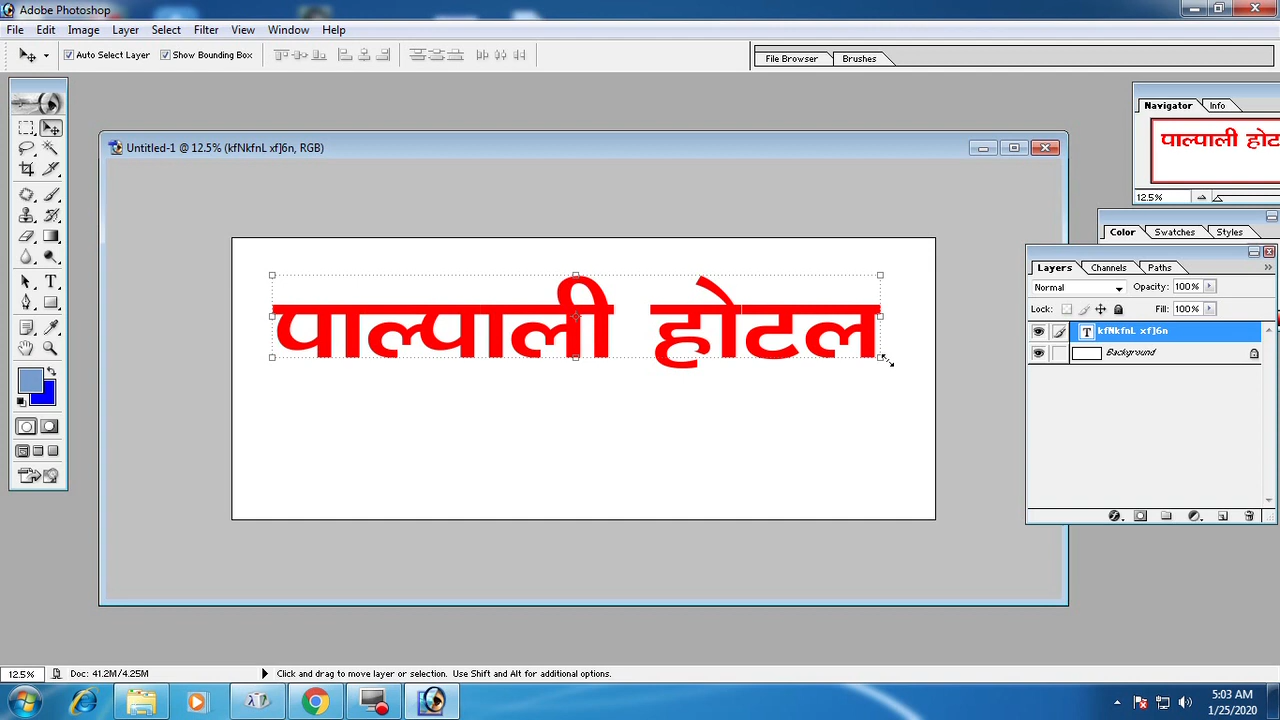 Adobe Photoshop
File Edit Image Layer Select Filter View Window Help
Auto Select Layer Show Bounding Box File Browser Brushes
Navigator Info
Untitled-1 @ 12.5% (kfNkfnL xf]6n, RGB)
पाल्पाली होट
12.5%
Color Swatches Styles
पाल्पाली होटल
Layers Channels Paths
Normal Opacity: 100%
Lock: Fill: 100%
T kfNkfnL xf]6n
Background
12.5% Doc: 41.2M/4.25M Click and drag to move layer or selection. Use Shift and Alt for additional options.
5:03 AM
1/25/2020